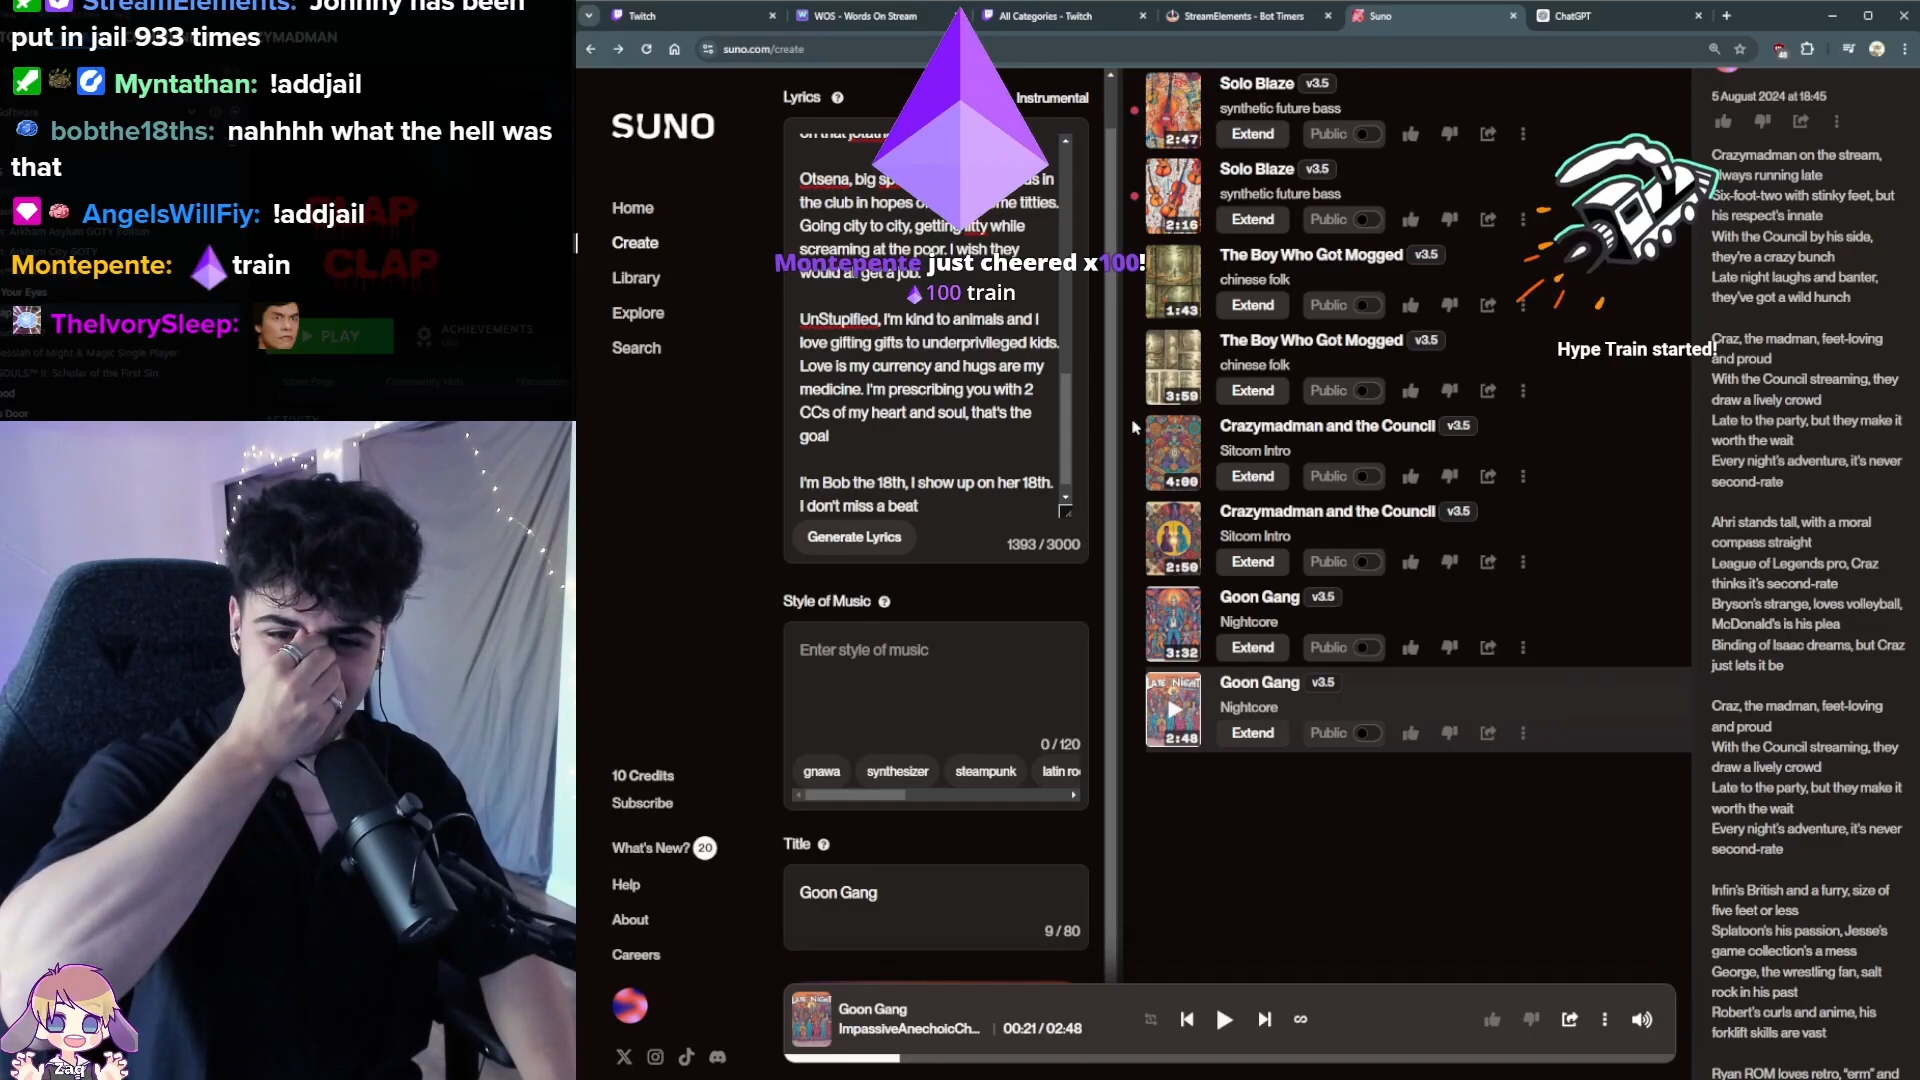 StreamElements: Johnny has been
put in jail 933 times
Myntathan: !addjail
bobthe18ths: nahhhh what the hell was
that
AngelsWillFiy: !addjail
Montepente: train
TheIvorySleep:
CLAP
CLAP
PLAY
ACHIEVEMENTS
Twitch
WOS - Words On Stream
All Categories - Twitch
StreamElements - Bot Timers
Suno
ChatGPT
suno.com/create
SUNO
Home
Create
Library
Explore
Search
10 Credits
Subscribe
What's New? 20
Help
About
Careers
Lyrics
Instrumental
Otsena, big
in
the club in hopes
me titties.
Going city to city, getting litty while
screaming at the poor. I wish they
would all get a job.
UnStupified, I'm kind to animals and I
love gifting gifts to underprivileged kids.
Love is my currency and hugs are my
medicine. I'm prescribing you with 2
CCs of my heart and soul, that's the
goal
I'm Bob the 18th, I show up on her 18th.
I don't miss a beat
Generate Lyrics
1393 / 3000
Montepente just cheered x100!
100 train
Style of Music
Enter style of music
0 / 120
gnawa
synthesizer
steampunk
latin ro
Title
Goon Gang
9 / 80
Solo Blaze v3.5
synthetic future bass
2:47
Extend
Public
Solo Blaze v3.5
synthetic future bass
2:16
Extend
Public
The Boy Who Got Mogged v3.5
chinese folk
1:43
Extend
Public
The Boy Who Got Mogged v3.5
chinese folk
3:59
Extend
Public
Crazymadman and the Council v3.5
Sitcom Intro
4:00
Extend
Public
Crazymadman and the Council v3.5
Sitcom Intro
2:59
Extend
Public
Goon Gang v3.5
Nightcore
3:32
Extend
Public
LATE NIGHT
Goon Gang v3.5
Nightcore
2:48
Extend
Public
Goon Gang
ImpassiveAnechoicCh...
00:21 / 02:48
Hype Train started!
5 August 2024 at 18:45
Crazymadman on the stream,
always running late
Six-foot-two with stinky feet, but
his respect's innate
With the Council by his side,
they're a crazy bunch
Late night laughs and banter,
they've got a wild hunch
Craz, the madman, feet-loving
and proud
With the Council streaming, they
draw a lively crowd
Late to the party, but they make it
worth the wait
Every night's adventure, it's never
second-rate
Ahri stands tall, with a moral
compass straight
League of Legends pro, Craz
thinks it's second-rate
Bryson's strange, loves volleyball,
McDonald's is his plea
Binding of Isaac dreams, but Craz
just lets it be
Craz, the madman, feet-loving
and proud
With the Council streaming, they
draw a lively crowd
Late to the party, but they make it
worth the wait
Every night's adventure, it's never
second-rate
Infin's British and a furry, size of
five feet or less
Splatoon's his passion, Jesse's
game collection's a mess
George, the wrestling fan, salt
rock in his past
Robert's curls and anime, his
forklift skills are vast
Ryan ROM loves retro, "erm" and
Zaq